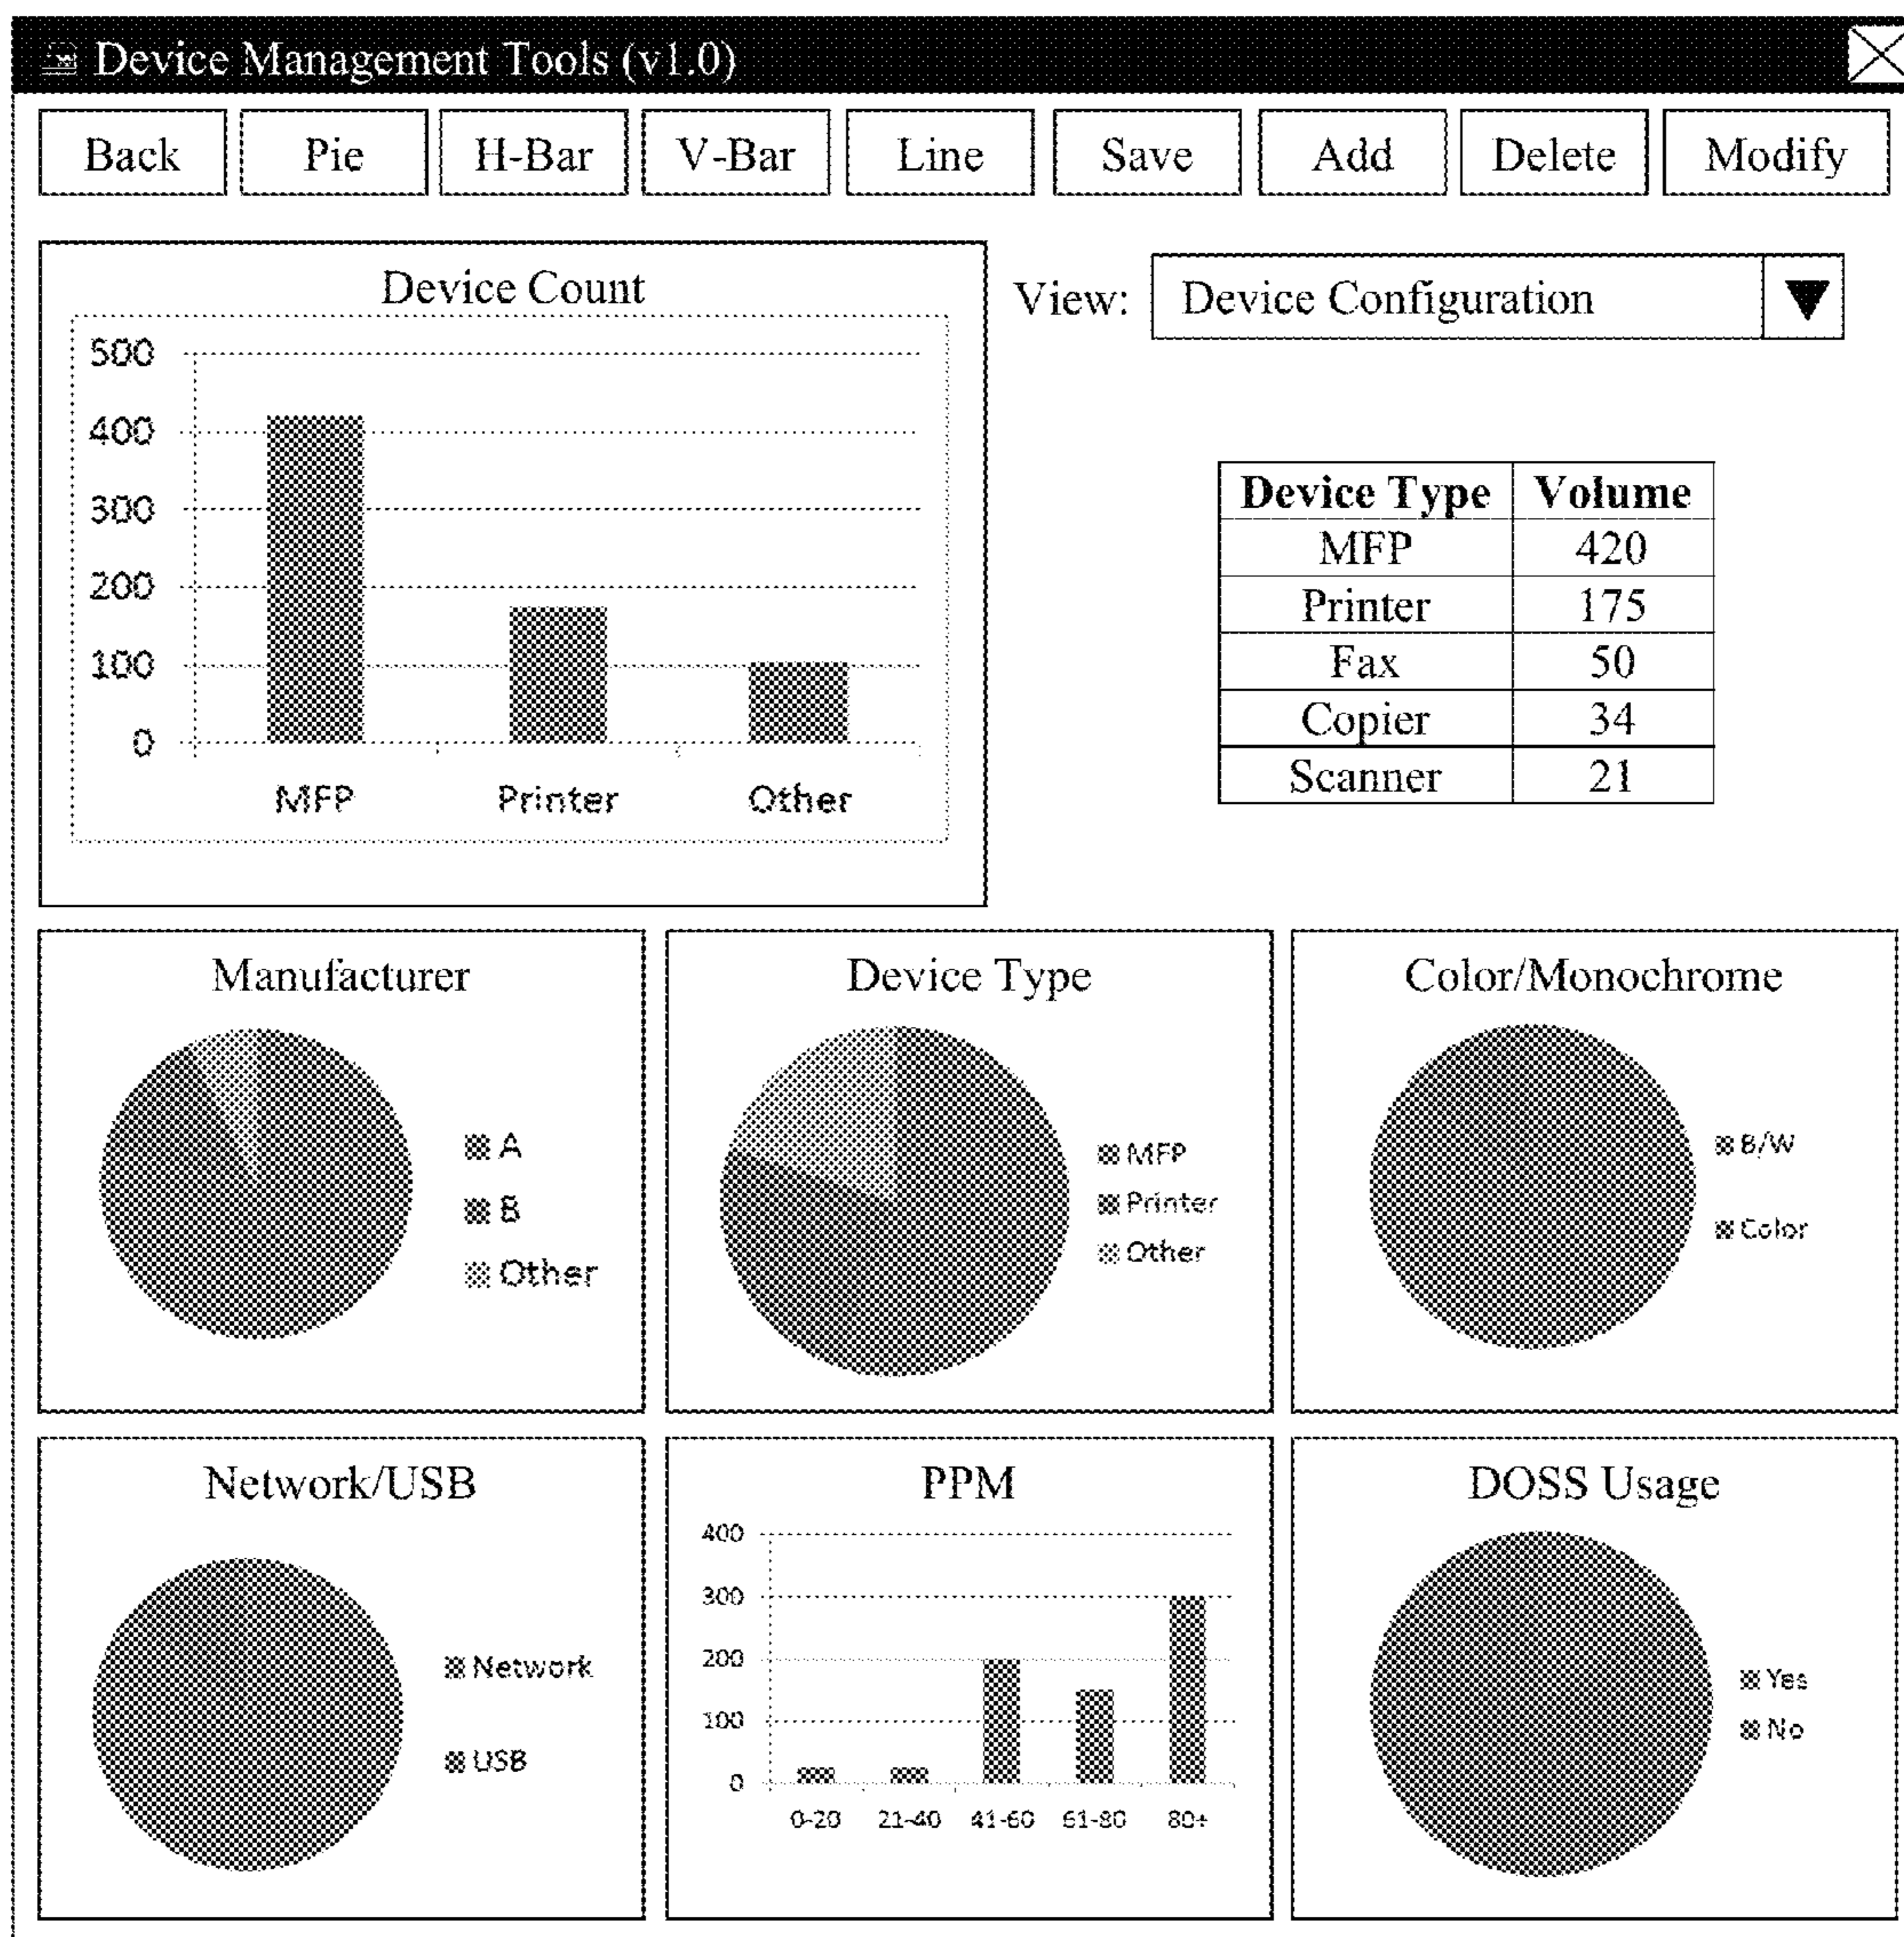 Device Management Tools (v1.0)
Back Pie H-Bar V-Bar Line Save Add Delete Modify
Device Count
500
400
300
200
100
0
MFP Printer Other
View: Device Configuration
Device Type Volume
MFP 420
Printer 175
Fax 50
Copier 34
Scanner 21
Manufacturer
A
B
Other
Device Type
MFP
Printer
Other
Color/Monochrome
B/W
Color
Network/USB
Network
USB
PPM
400
300
200
100
0
0-20 21-40 41-60 61-80 80+
DOSS Usage
Yes
No